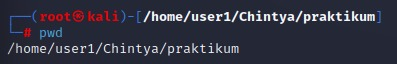 ┌──(root㉿kali)-[/home/user1/Chintya/praktikum]
└─# pwd
/home/user1/Chintya/praktikum